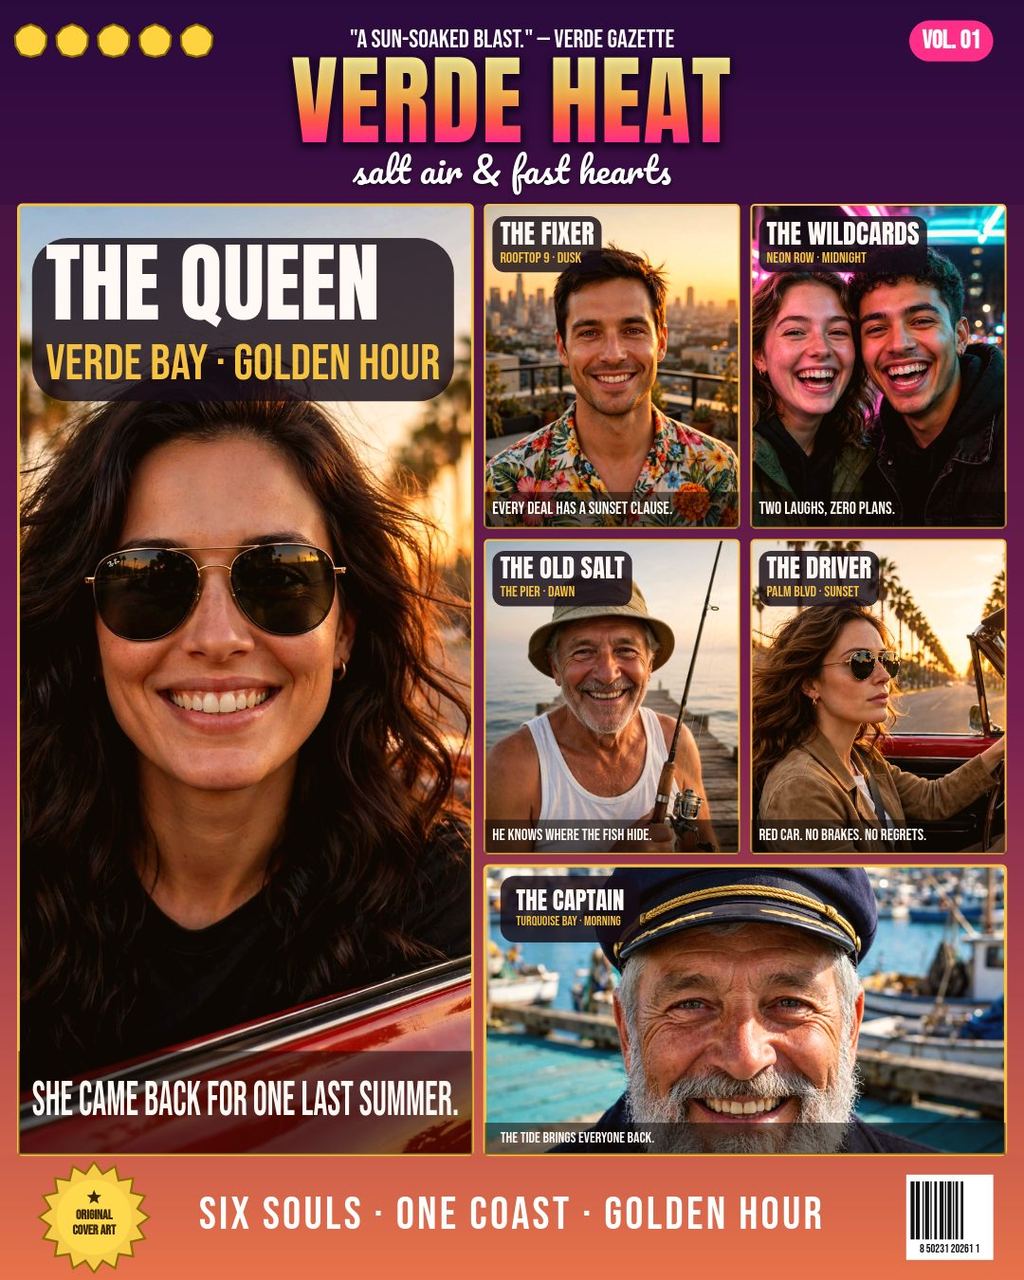 "A SUN-SOAKED BLAST." — VERDE GAZETTE
VOL. 01
VERDE HEAT
salt air & fast hearts
THE QUEEN
VERDE BAY · GOLDEN HOUR
SHE CAME BACK FOR ONE LAST SUMMER.
THE FIXER
ROOFTOP 9 · DUSK
EVERY DEAL HAS A SUNSET CLAUSE.
THE WILDCARDS
NEON ROW · MIDNIGHT
TWO LAUGHS, ZERO PLANS.
THE OLD SALT
THE PIER · DAWN
HE KNOWS WHERE THE FISH HIDE.
THE DRIVER
PALM BLVD · SUNSET
RED CAR. NO BRAKES. NO REGRETS.
THE CAPTAIN
TURQUOISE BAY · MORNING
THE TIDE BRINGS EVERYONE BACK.
ORIGINAL
COVER ART
SIX SOULS · ONE COAST · GOLDEN HOUR
8 50231 20261 1